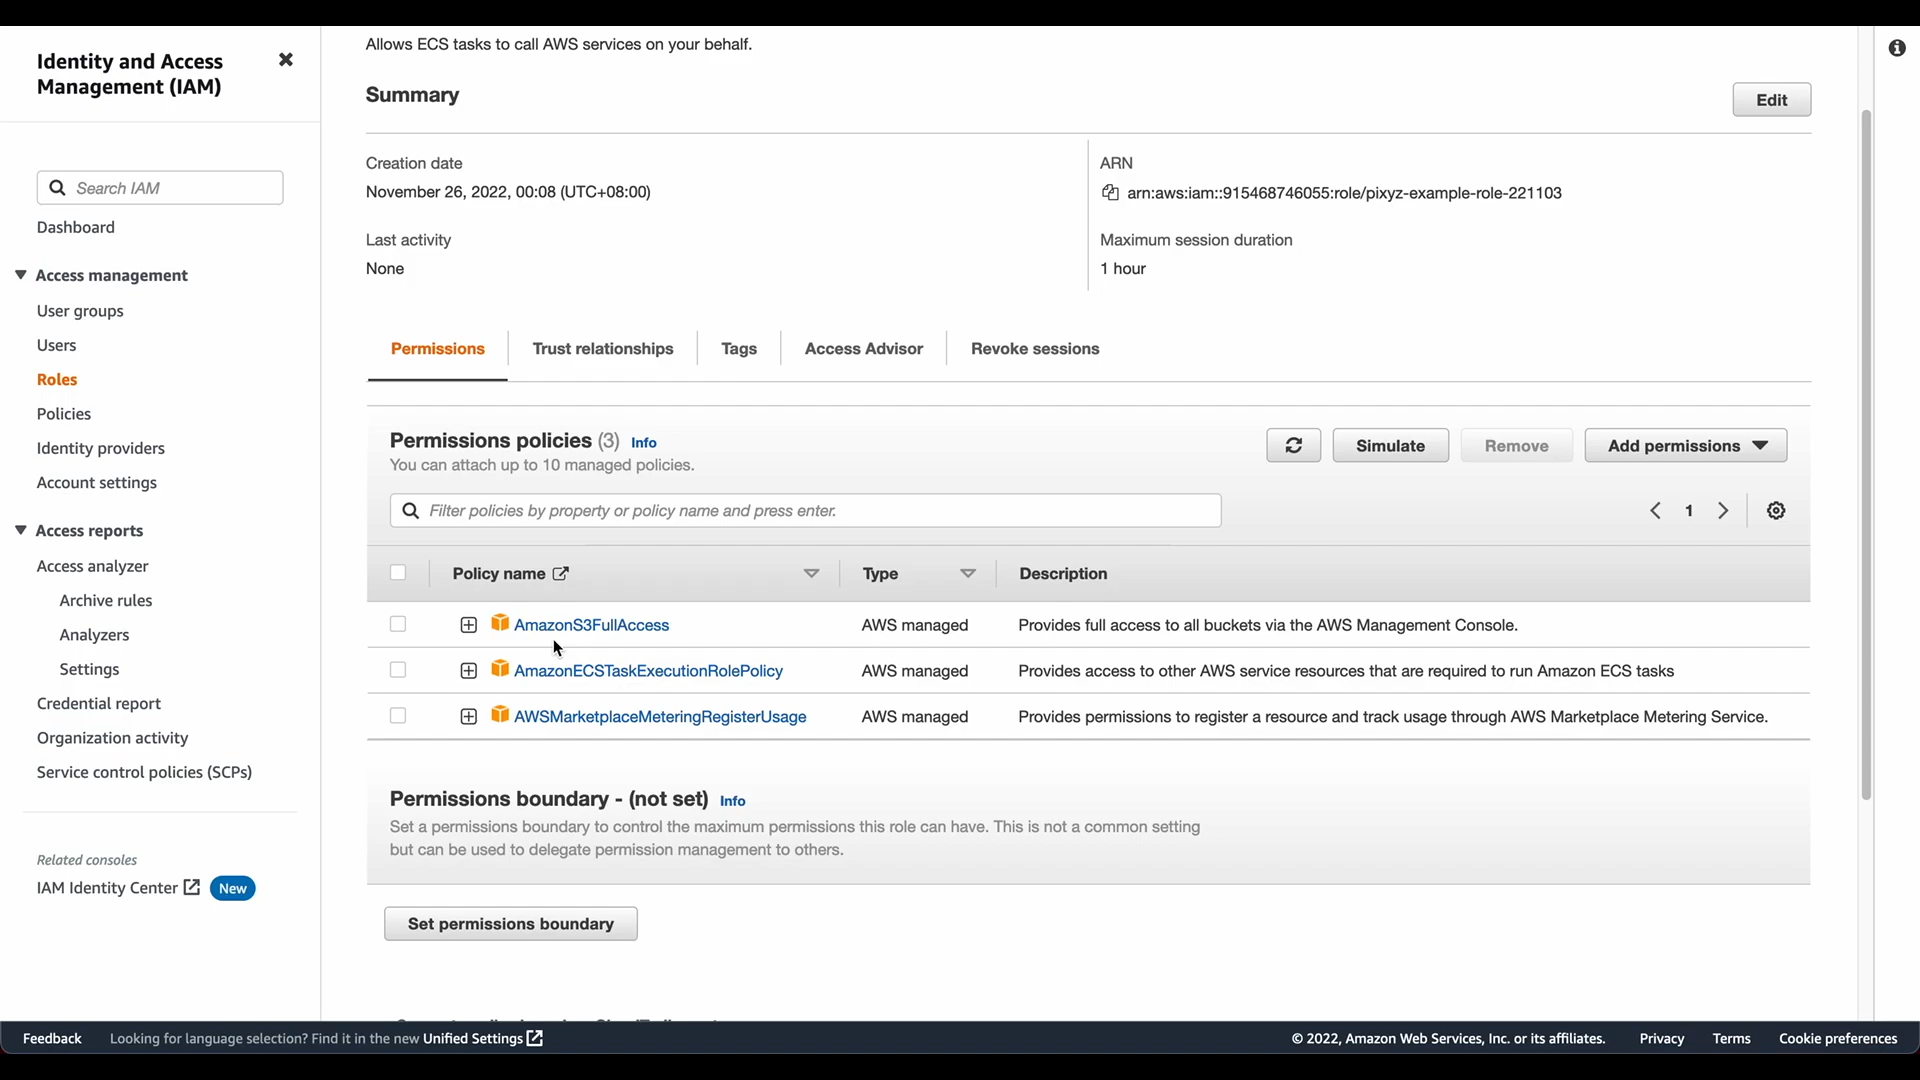 Identity and Access
Management (IAM)
Search IAM
Dashboard
Access management
User groups
Users
Roles
Policies
Identity providers
Account settings
Access reports
Access analyzer
Archive rules
Analyzers
Settings
Credential report
Organization activity
Service control policies (SCPs)
Related consoles
IAM Identity Center New
Allows ECS tasks to call AWS services on your behalf.
Summary
Edit
Creation date
November 26, 2022, 00:08 (UTC+08:00)
ARN
arn:aws:iam::915468746055:role/pixyz-example-role-221103
Last activity
None
Maximum session duration
1 hour
Permissions Trust relationships Tags Access Advisor Revoke sessions
Permissions policies (3) Info
You can attach up to 10 managed policies.
Simulate Remove Add permissions
Filter policies by property or policy name and press enter.
1
Policy name Type Description
AmazonS3FullAccess AWS managed Provides full access to all buckets via the AWS Management Console.
AmazonECSTaskExecutionRolePolicy AWS managed Provides access to other AWS service resources that are required to run Amazon ECS tasks
AWSMarketplaceMeteringRegisterUsage AWS managed Provides permissions to register a resource and track usage through AWS Marketplace Metering Service.
Permissions boundary - (not set) Info
Set a permissions boundary to control the maximum permissions this role can have. This is not a common setting
but can be used to delegate permission management to others.
Set permissions boundary
Feedback Looking for language selection? Find it in the new Unified Settings © 2022, Amazon Web Services, Inc. or its affiliates. Privacy Terms Cookie preferences